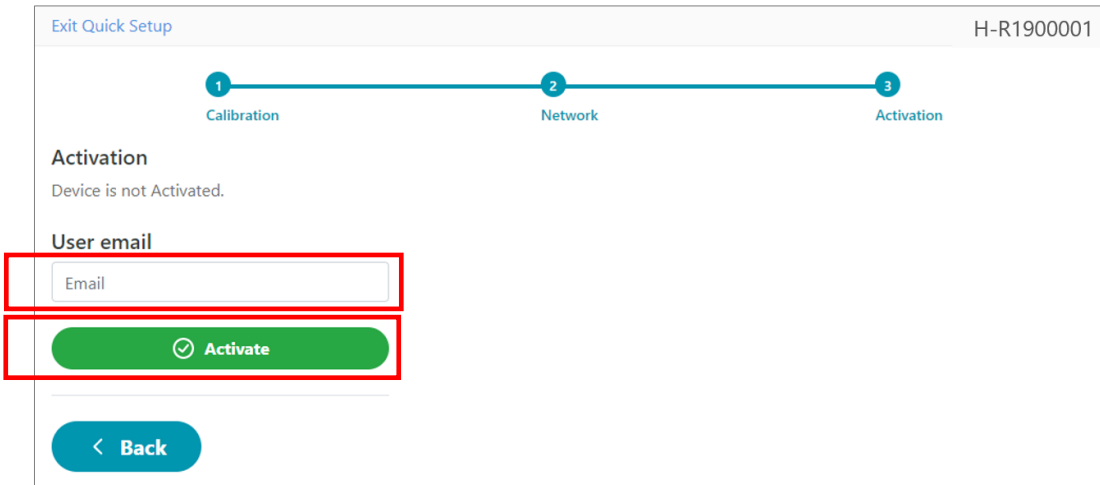 Exit Quick Setup
H-R1900001
1
2
3
Calibration
Network
Activation
Activation
Device is not Activated.
User email
Email
Activate
Back